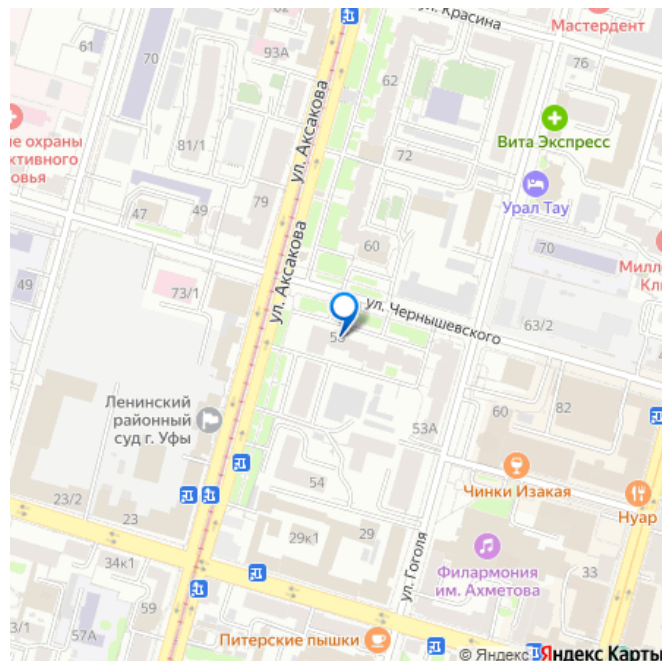 ул. Красина
Мастердент
61
70
93А
62
76
ие охраны
ктивного
овья
81/1
ул. Аксакова
72
Вита Экспресс
79
Урал Тау
47
49
60
70
Милл
Кл
49
73/1
ул. Аксакова
ул. Чернышевского
63/2
Ленинский
районный
суд г. Уфы
53А
60
82
Чинки Изакая
Нуар
54
23/2
23
29к1
29
34к1
ул. Гоголя
Филармония
им. Ахметова
33
59
57А
Питерские пышки
© Яндекс
Яндекс Карты